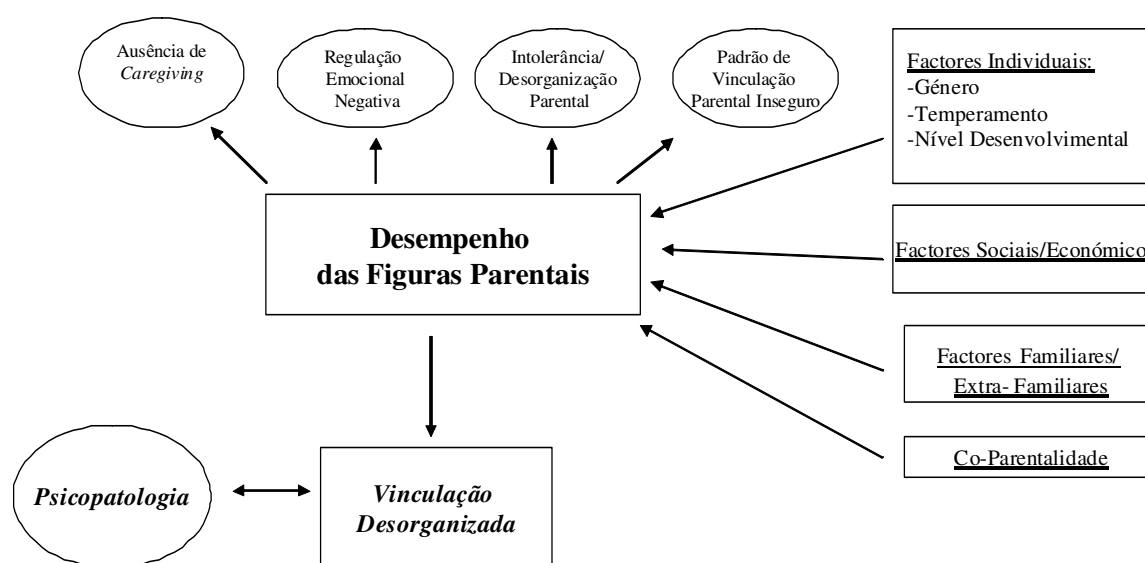 Ausência de
Caregiving
Regulação
Emocional
Negativa
Intolerância/
Desorganização
Parental
Padrão de
Vinculação
Parental Inseguro
Factores Individuais:
-Género
-Temperamento
-Nível Desenvolvimental
Desempenho
das Figuras Parentais
Factores Sociais/Económico
Factores Familiares/
Extra- Familiares
Co-Parentalidade
Psicopatologia
Vinculação
Desorganizada